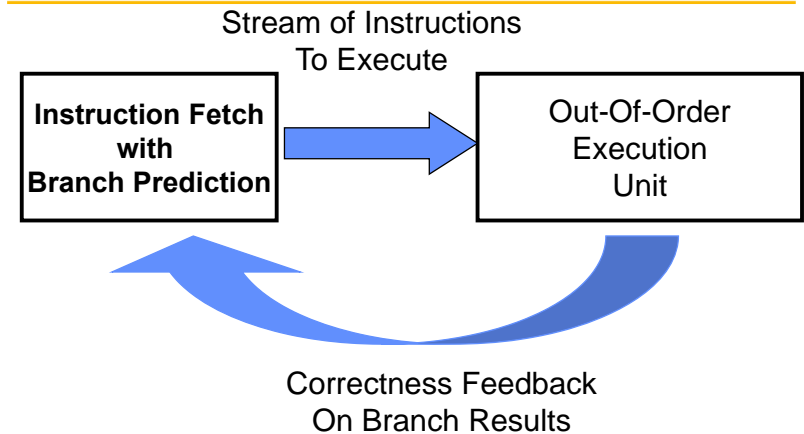 Stream of Instructions
To Execute
Instruction Fetch
with
Branch Prediction
Out-Of-Order
Execution
Unit
Correctness Feedback
On Branch Results